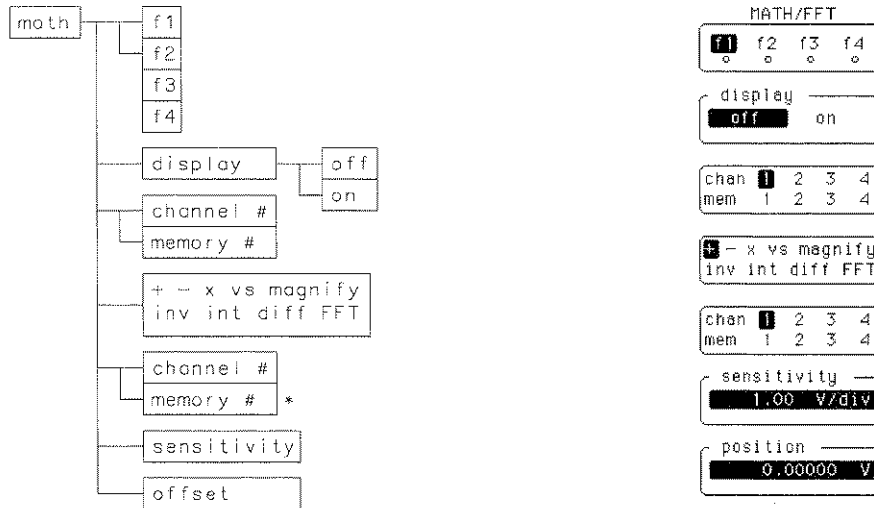 math
f1
f2
f3
f4
display
off
on
channel #
memory #
+ − x vs magnify
inv int diff FFT
channel #
memory # *
sensitivity
offset
MATH/FFT
f1 f2 f3 f4
display
off on
chan 1 2 3 4
mem 1 2 3 4
+ − x vs magnify
inv int diff FFT
chan 1 2 3 4
mem 1 2 3 4
sensitivity
1.00 V/div
position
0.00000 V